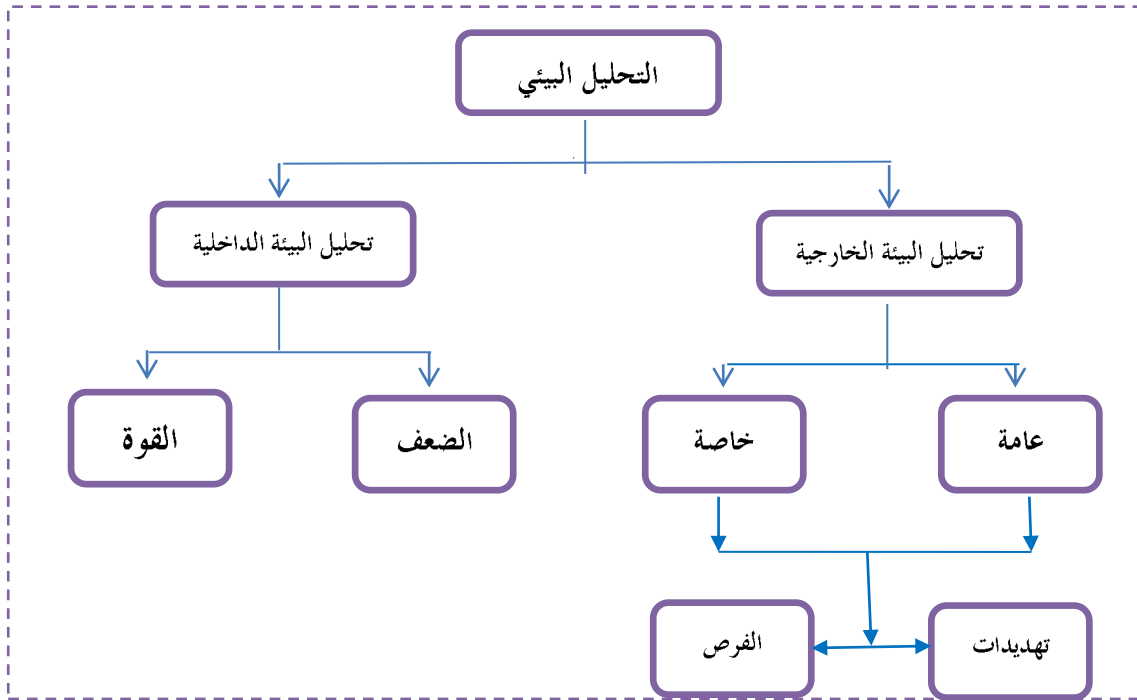 التحليل البيئي
تحليل البيئة الخارجية
تحليل البيئة الداخلية
عامة
خاصة
الضعف
القوة
تهديدات
الفرص